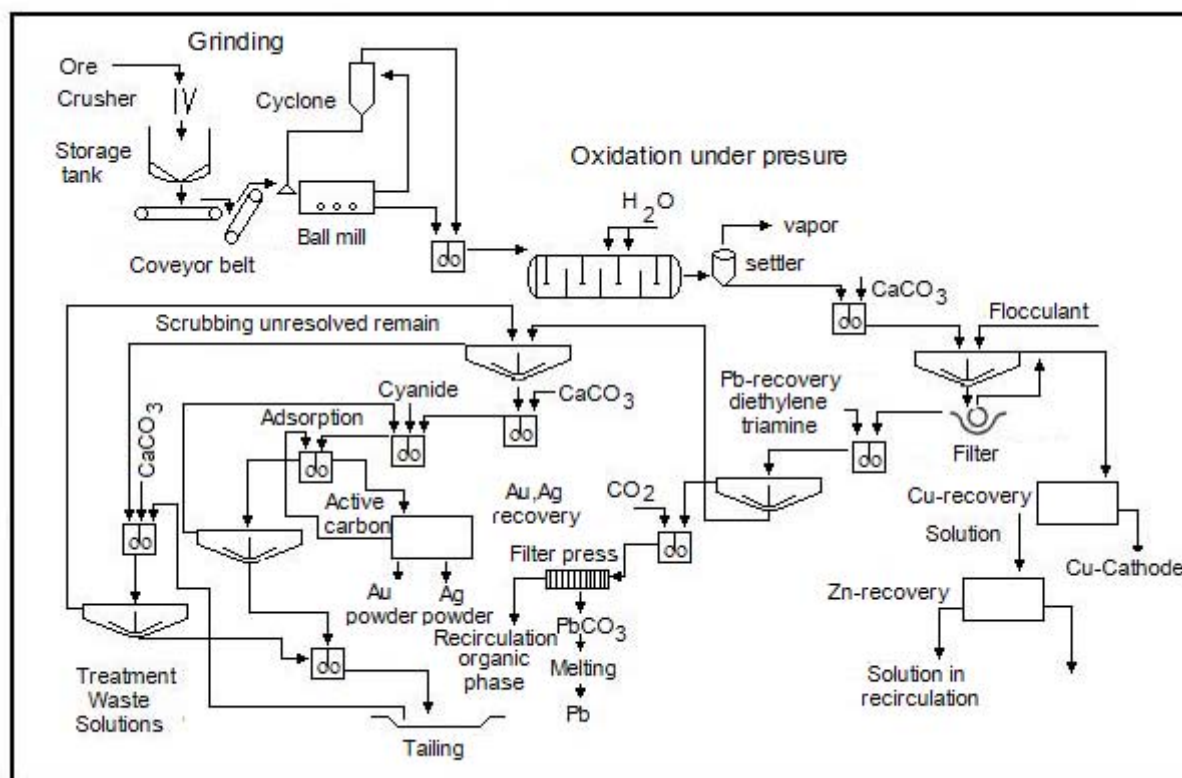 Grinding
Ore
Crusher
Cyclone
Storage
tank
Oxidation under presure
H2O
vapor
settler
Ball mill
Coveyor belt
CaCO3
Flocculant
Scrubbing unresolved remain
Pb-recovery
diethylene
triamine
Cyanide
CaCO3
Adsorption
CaCO3
Filter
Active
carbon
Au,Ag
recovery
CO2
Cu-recovery
Solution
Filter press
Cu-Cathode
Au
powder
Ag
powder
Zn-recovery
PbCO3
Recirculation
organic
phase
Melting
Treatment
Waste
Solutions
Solution in
recirculation
Pb
Tailing